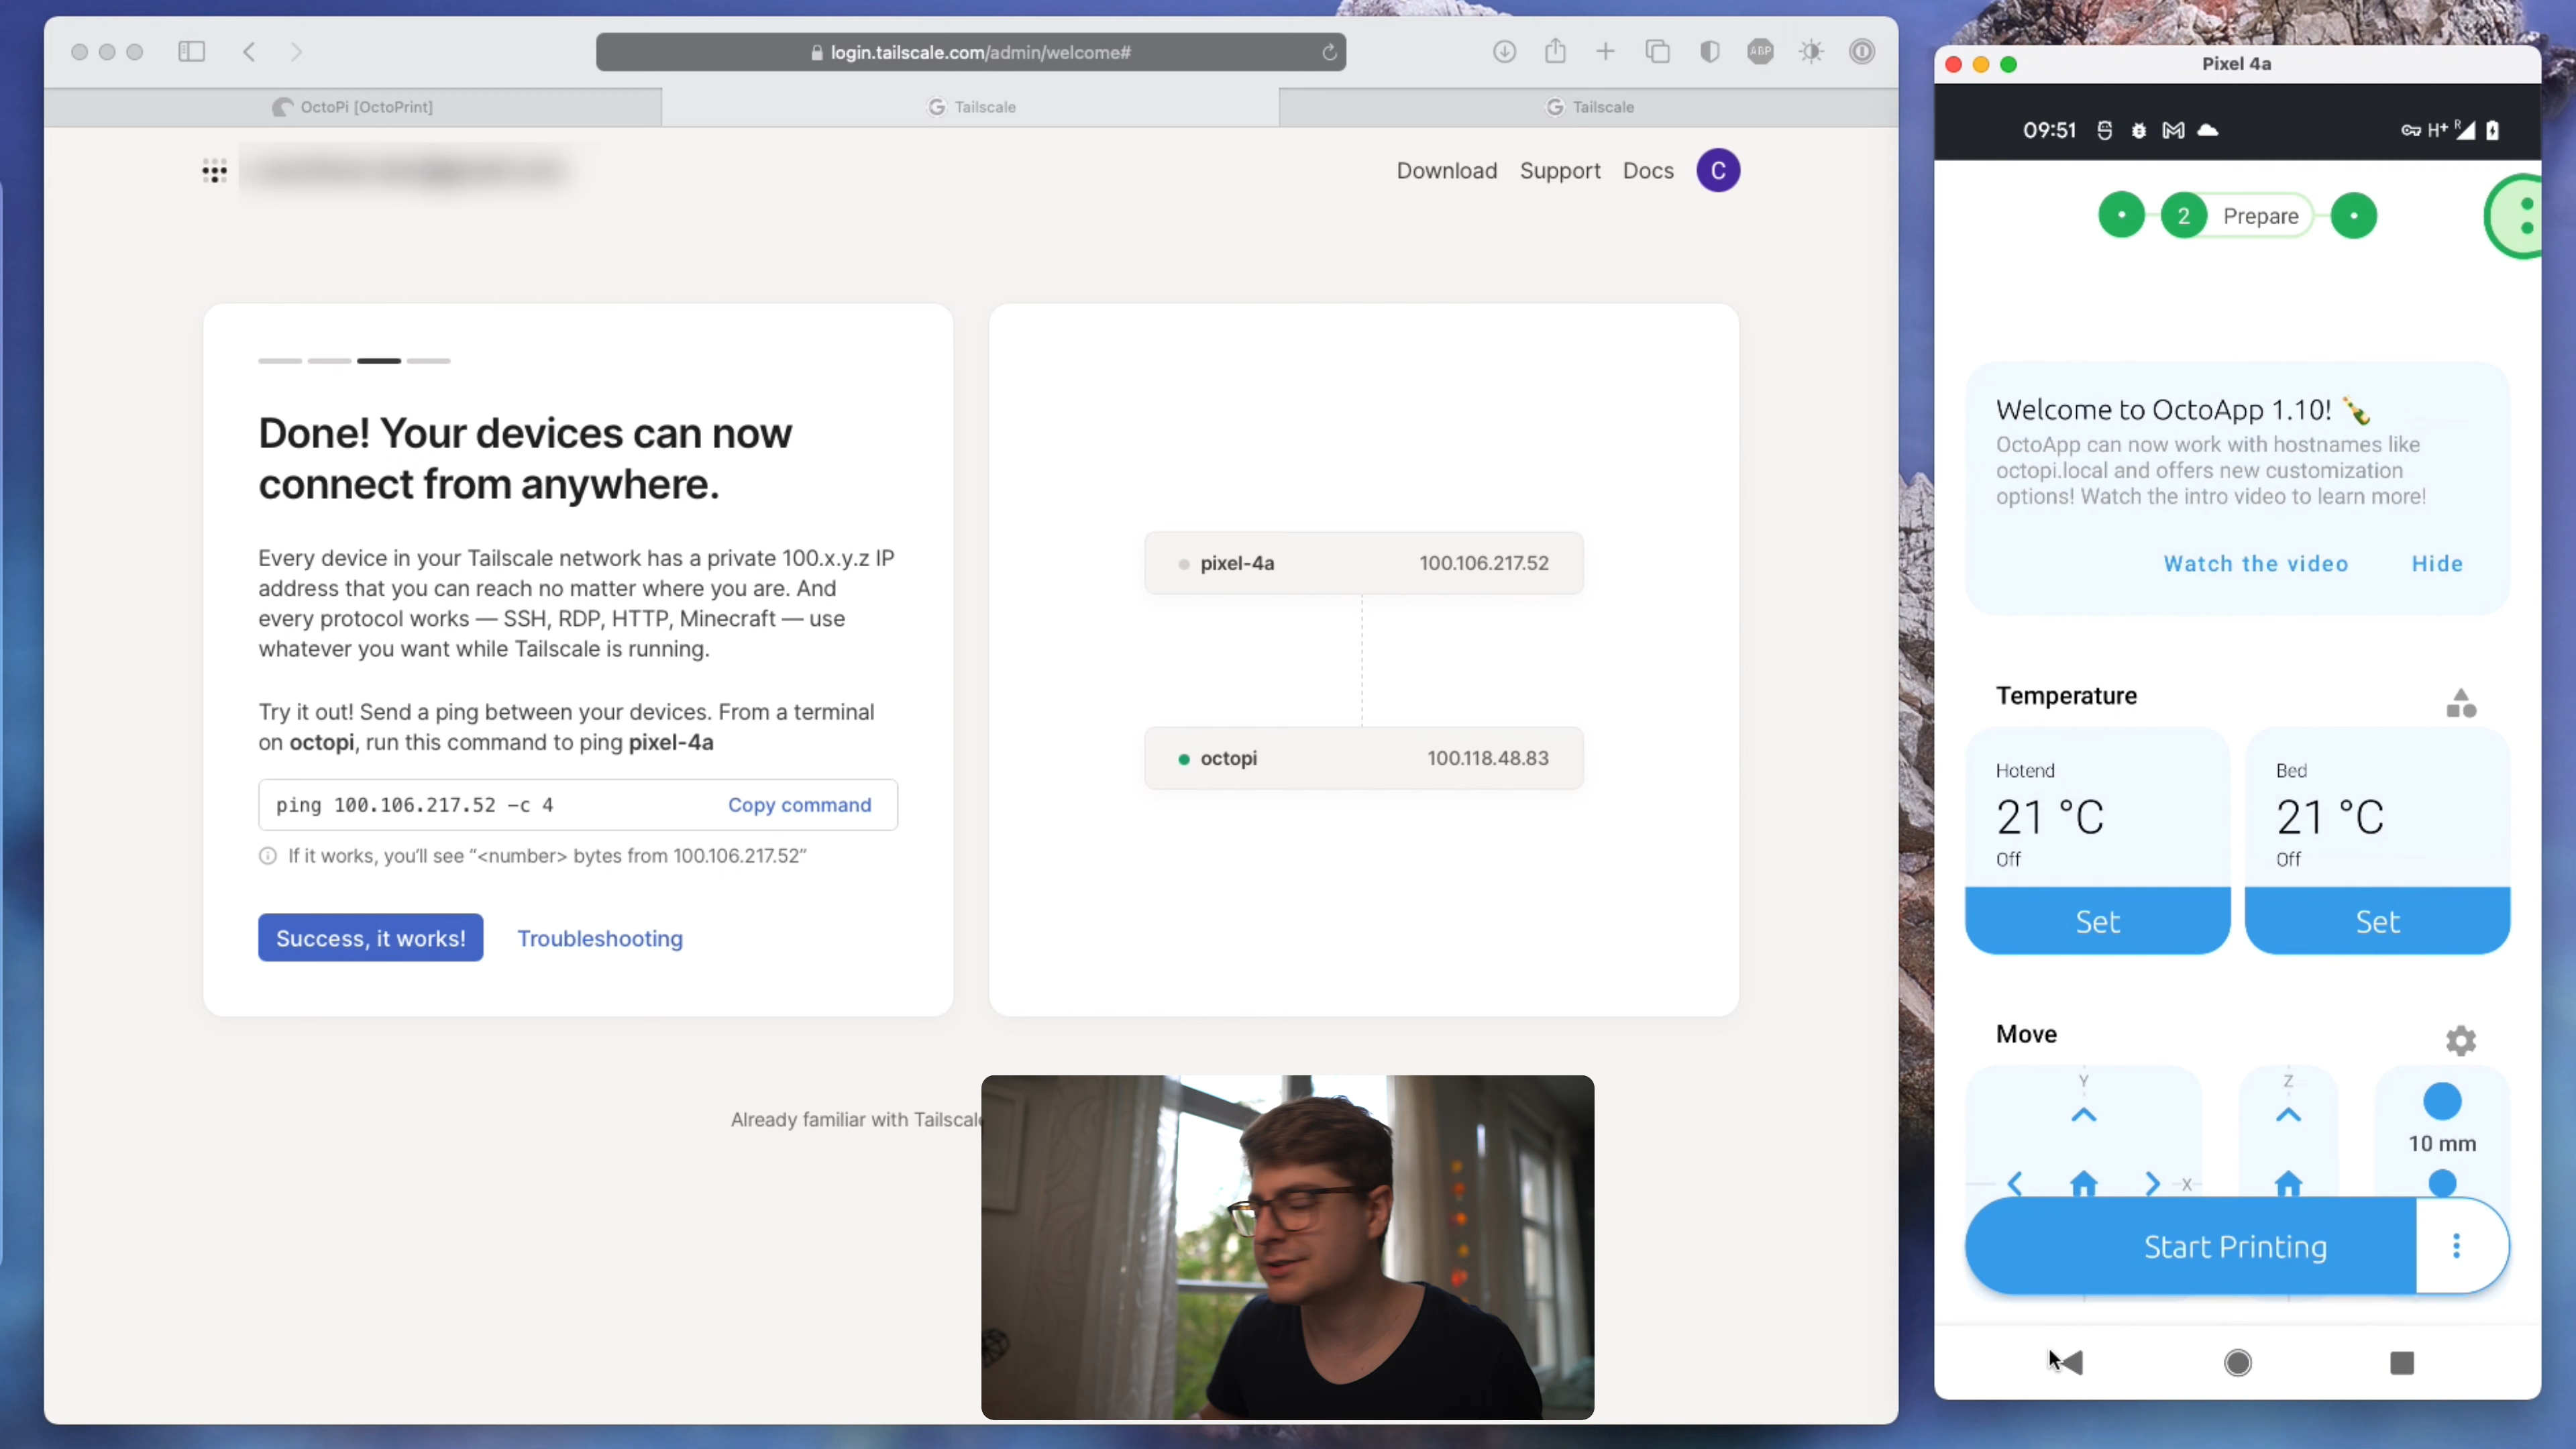 login.tailscale.com/admin/welcome#
ABP
OctoPi [OctoPrint]
Tailscale
Tailscale
Download
Support
Docs
C
Done! Your devices can now
connect from anywhere.
Every device in your Tailscale network has a private 100.x.y.z IP
address that you can reach no matter where you are. And
every protocol works — SSH, RDP, HTTP, Minecraft — use
whatever you want while Tailscale is running.
Try it out! Send a ping between your devices. From a terminal
on octopi, run this command to ping pixel-4a
ping 100.106.217.52 -c 4
Copy command
If it works, you'll see “<number> bytes from 100.106.217.52”
Success, it works!
Troubleshooting
pixel-4a 100.106.217.52
octopi 100.118.48.83
Already familiar with Tailscale
Pixel 4a
09:51
H+ R
2 Prepare
Welcome to OctoApp 1.10!
OctoApp can now work with hostnames like
octopi.local and offers new customization
options! Watch the intro video to learn more!
Watch the video
Hide
Temperature
Hotend
21 °C
Off
Set
Bed
21 °C
Off
Set
Move
Y
Z
10 mm
X
Start Printing